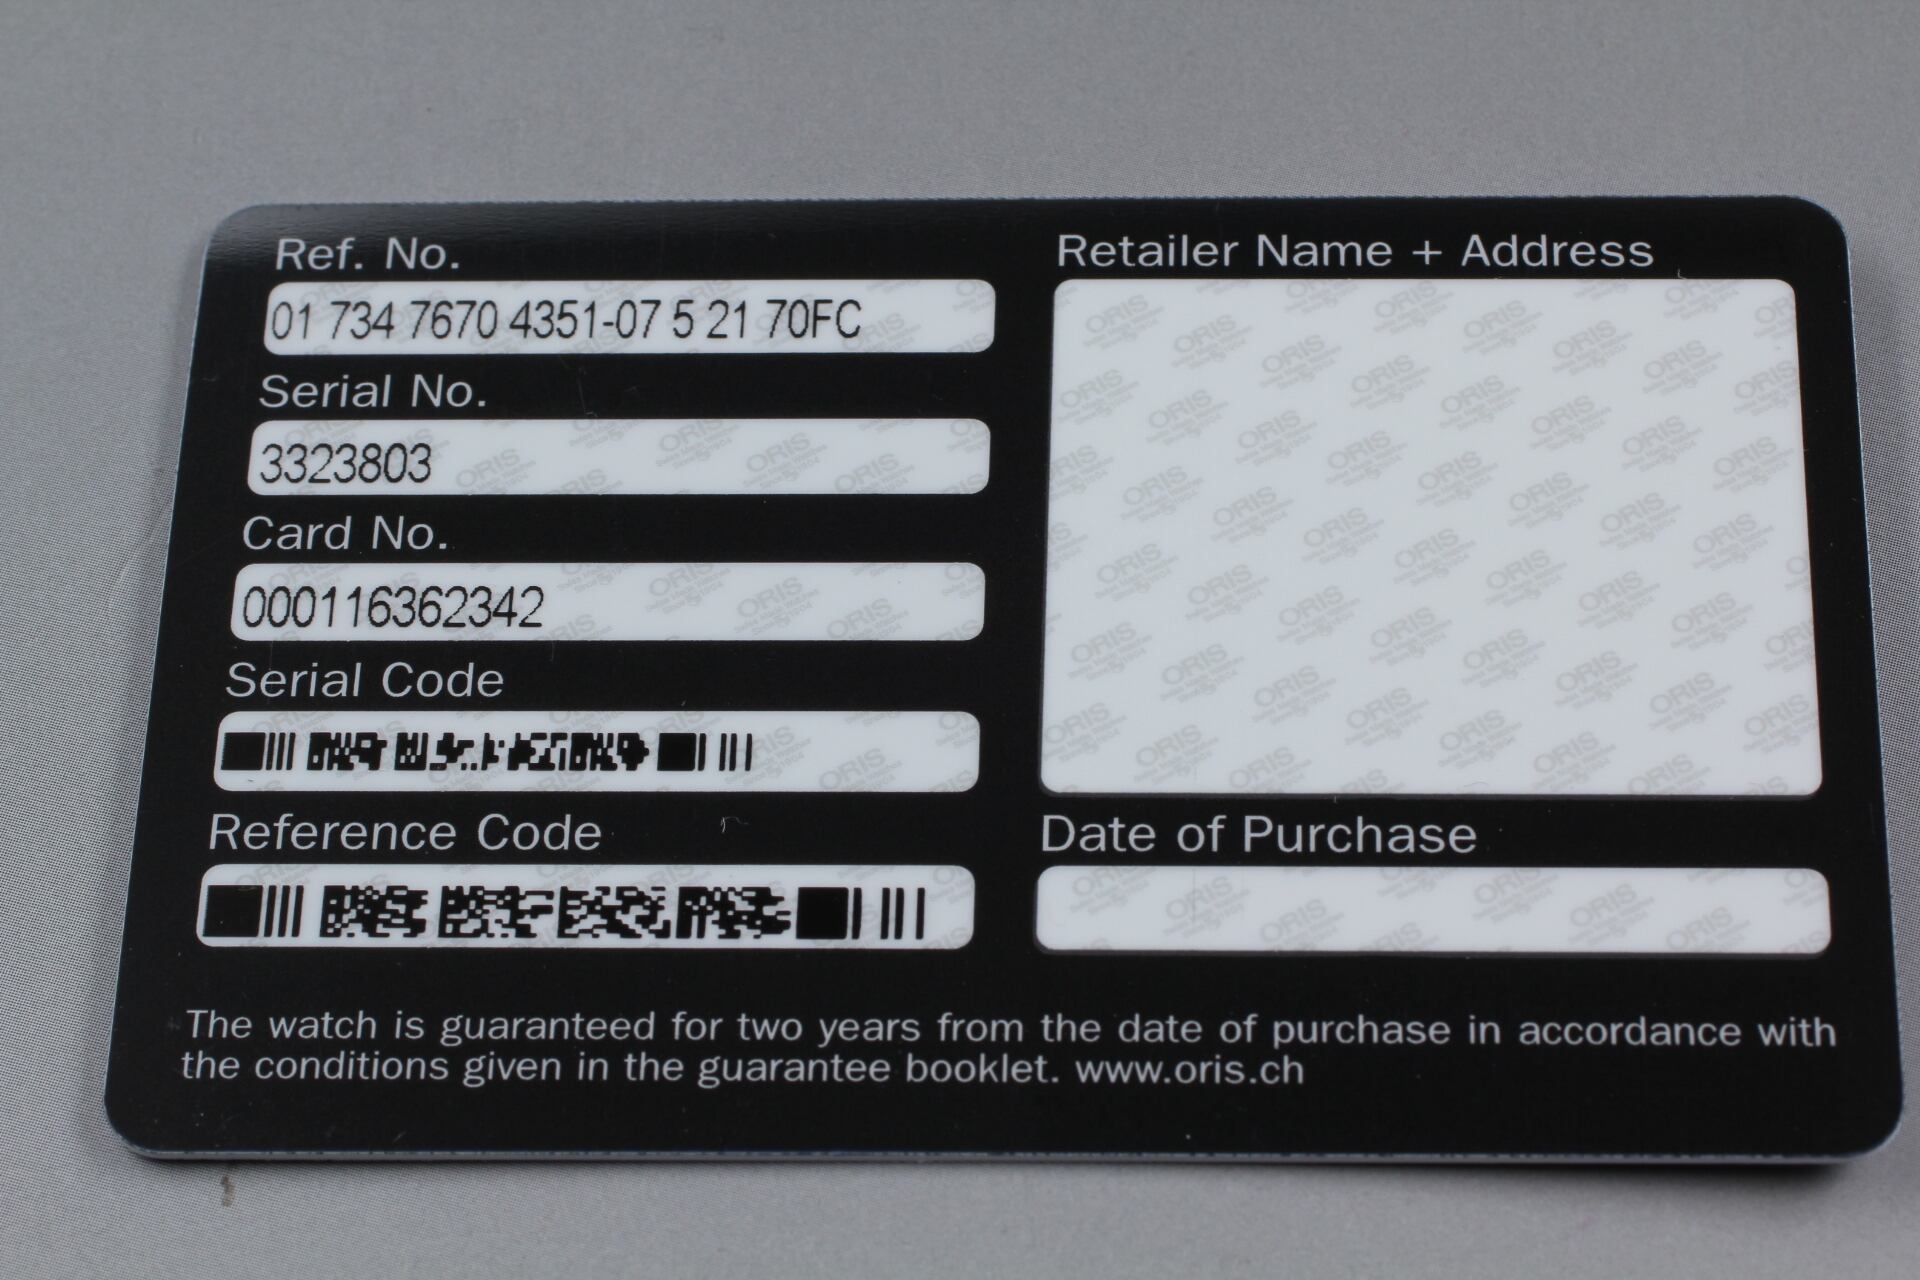 Ref. No.
01 734 7670 4351-07 5 21 70FC
Serial No.
3323803
Card No.
000116362342
Serial Code
Reference Code
Retailer Name + Address
ORIS
Date of Purchase
The watch is guaranteed for two years from the date of purchase in accordance with
the conditions given in the guarantee booklet. www.oris.ch